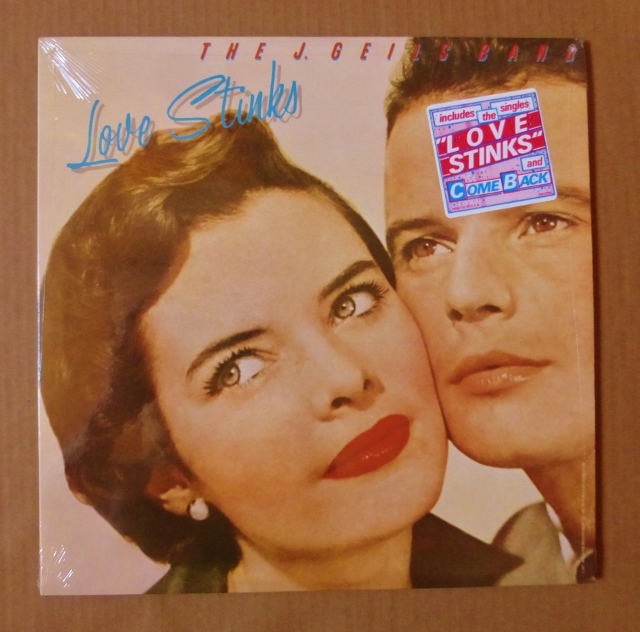 THE J. GEILS BAND
Love Stinks
includes the singles
"LOVE
STINKS"
and
COME BACK